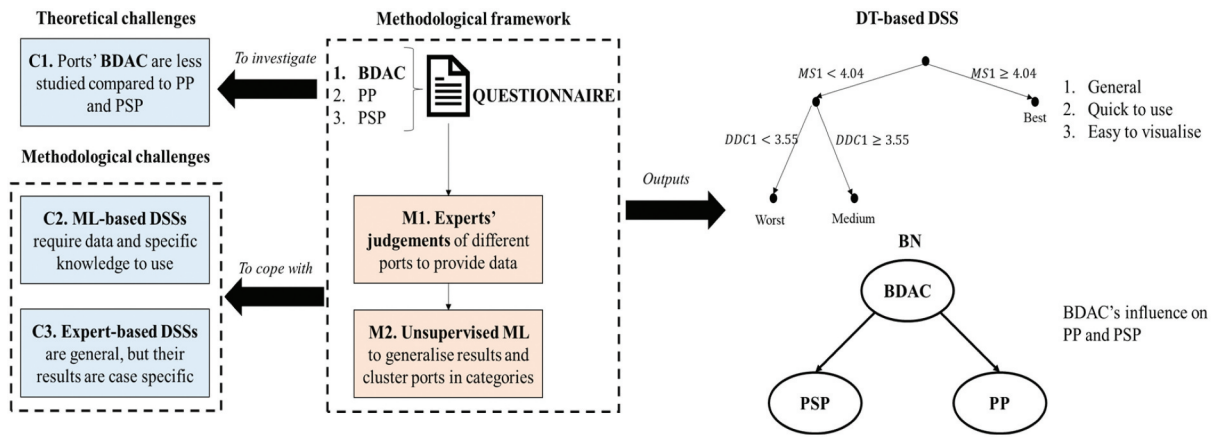 Theoretical challenges
C1. Ports' BDAC are less
studied compared to PP
and PSP
Methodological challenges
C2. ML-based DSSs
require data and specific
knowledge to use
C3. Expert-based DSSs
are general, but their
results are case specific
To investigate
To cope with
Methodological framework
1. BDAC
2. PP
3. PSP
QUESTIONNAIRE
M1. Experts'
judgements of different
ports to provide data
M2. Unsupervised ML
to generalise results and
cluster ports in categories
Outputs
DT-based DSS
MS1 < 4.04
MS1 ≥ 4.04
Best
DDC1 < 3.55
DDC1 ≥ 3.55
Worst
Medium
1. General
2. Quick to use
3. Easy to visualise
BN
BDAC
PSP
PP
BDAC's influence on
PP and PSP